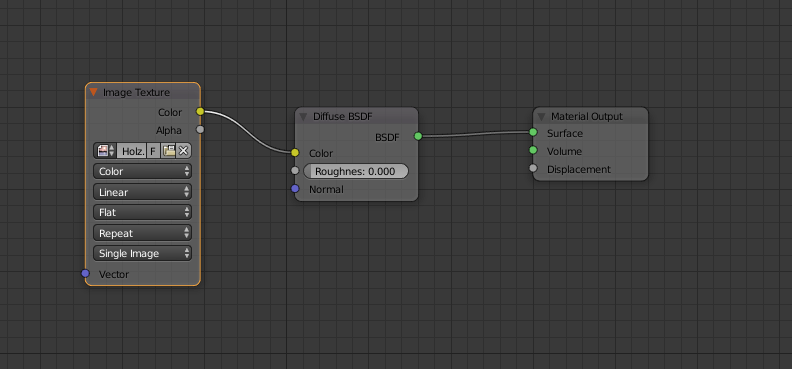 Image Texture
Color
Alpha
Holz. F
Color
Linear
Flat
Repeat
Single Image
Vector
Diffuse BSDF
BSDF
Color
Roughnes: 0.000
Normal
Material Output
Surface
Volume
Displacement